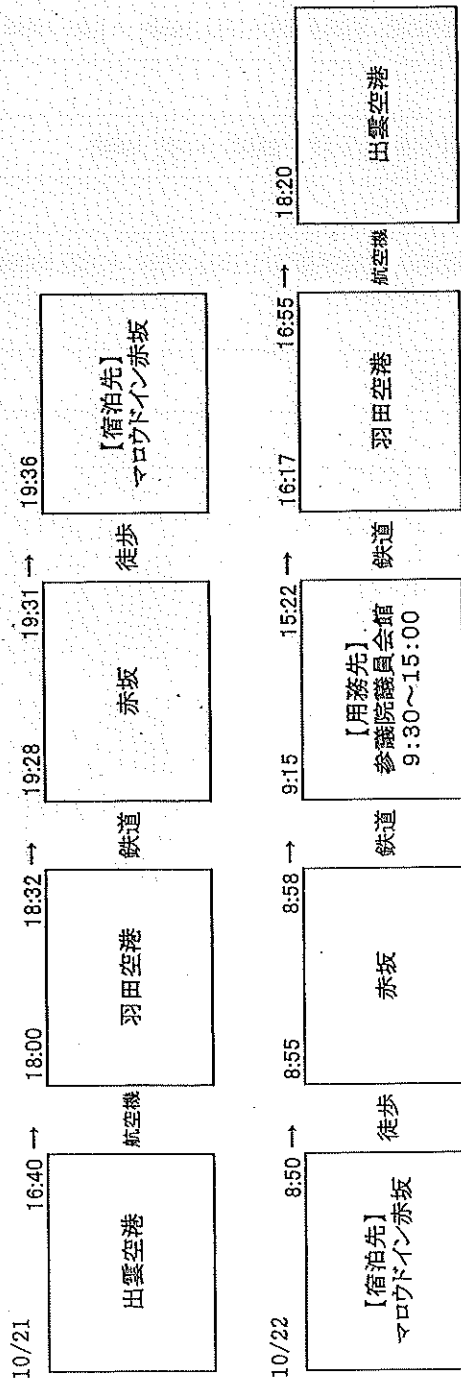 10/21
16:40 →
出雲空港
航空機
18:00
18:32 →
羽田空港
鉄道
19:28
19:31 →
赤坂
徒歩
19:36
【宿泊先】
マロウドイン赤坂
10/22
8:50 →
【宿泊先】
マロウドイン赤坂
徒歩
8:55
8:58 →
赤坂
鉄道
9:15
15:22 →
【用務先】
参議院議員会館
9:30～15:00
鉄道
16:17
16:55 →
羽田空港
航空機
18:20
出雲空港